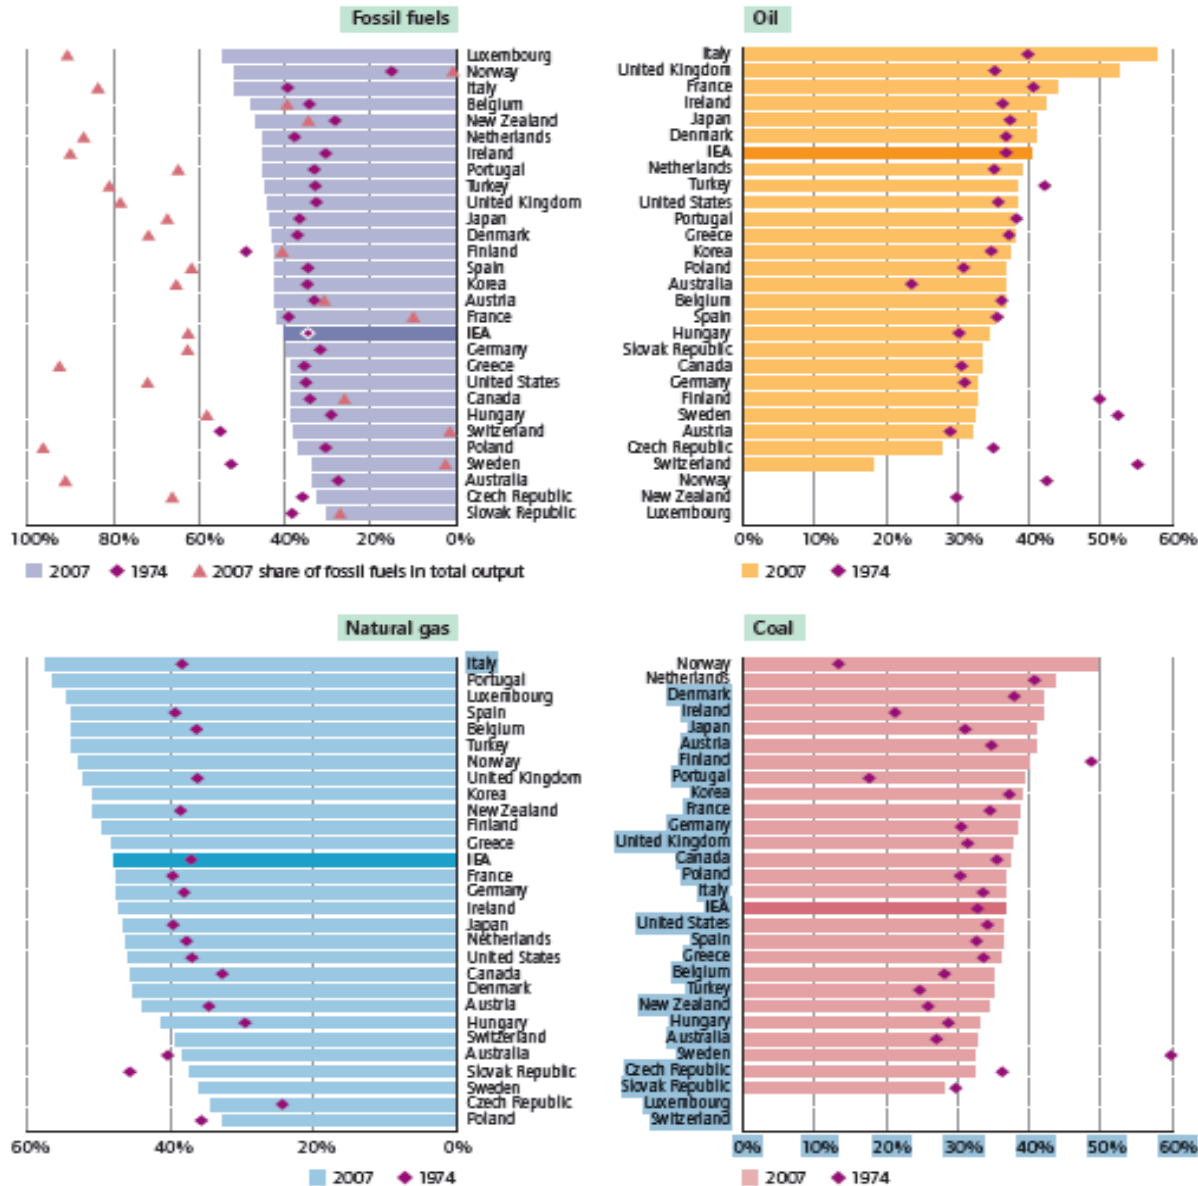 Fossil fuels
Luxembourg
Norway
Italy
Belgium
New Zealand
Netherlands
Ireland
Portugal
Turkey
United Kingdom
Japan
Denmark
Finland
Spain
Korea
Austria
France
IEA
Germany
Greece
United States
Canada
Hungary
Switzerland
Poland
Sweden
Australia
Czech Republic
Slovak Republic
100% 80% 60% 40% 20% 0%
2007 1974 2007 share of fossil fuels in total output
Oil
Italy
United Kingdom
France
Ireland
Japan
Denmark
IEA
Netherlands
Turkey
United States
Portugal
Greece
Korea
Poland
Australia
Belgium
Spain
Hungary
Slovak Republic
Canada
Germany
Finland
Sweden
Austria
Czech Republic
Switzerland
Norway
New Zealand
Luxembourg
0% 20% 30% 40% 50% 60%
2007 1974
Natural gas
Italy
Portugal
Luxembourg
Spain
Belgium
Turkey
Norway
United Kingdom
Korea
New Zealand
Finland
Greece
IEA
France
Germany
Ireland
Japan
Netherlands
United States
Canada
Denmark
Austria
Hungary
Switzerland
Australia
Slovak Republic
Sweden
Czech Republic
Poland
60% 40% 20% 0%
2007 1974
Coal
Norway
Netherlands
Denmark
Ireland
Japan
Austria
Finland
Portugal
Korea
France
Germany
United Kingdom
Canada
Poland
Italy
IEA
United States
Spain
Greece
Belgium
Turkey
New Zealand
Hungary
Australia
Sweden
Czech Republic
Slovak Republic
Luxembourg
Switzerland
0% 10% 20% 30% 40% 50% 60%
2007 1974